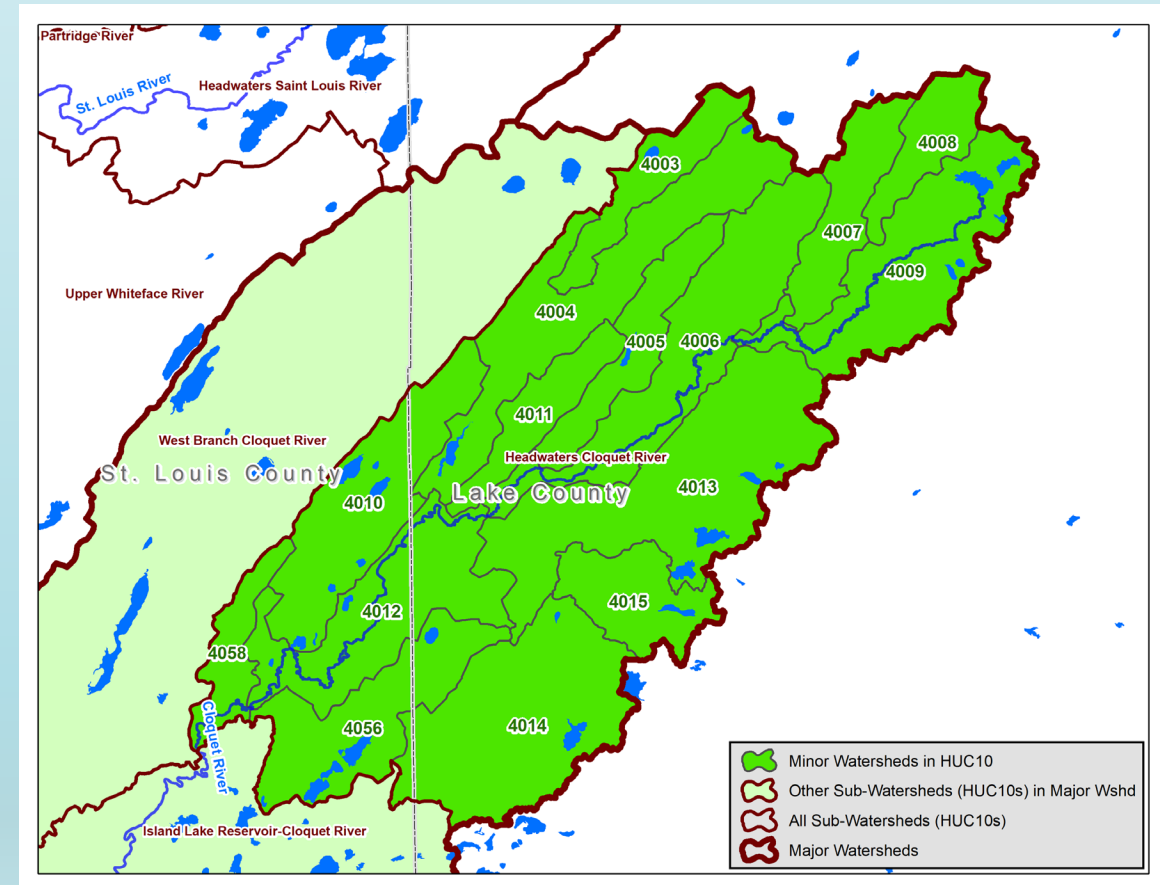 Partridge River
St. Louis River
Headwaters Saint Louis River
4003
4008
4007
4009
Upper Whiteface River
4004
4005
4006
4011
West Branch Cloquet River
Headwaters Cloquet River
St. Louis County
Lake County
4010
4013
4012
4015
4058
Cloquet River
4056
4014
Island Lake Reservoir-Cloquet River
Minor Watersheds in HUC10
Other Sub-Watersheds (HUC10s) in Major Wshd
All Sub-Watersheds (HUC10s)
Major Watersheds